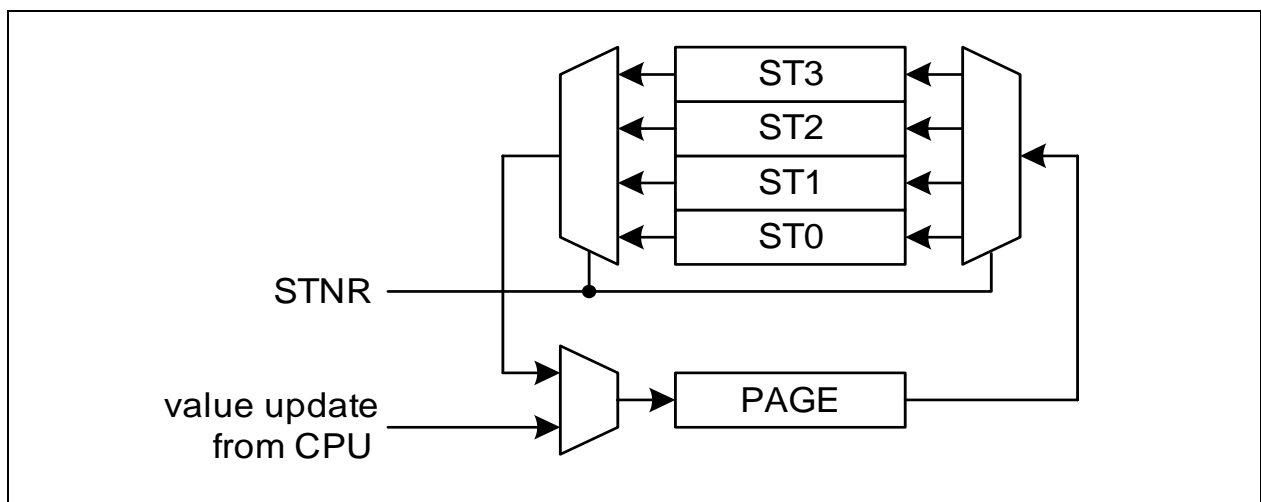 ST3
ST2
ST1
ST0
STNR
PAGE
value update
from CPU